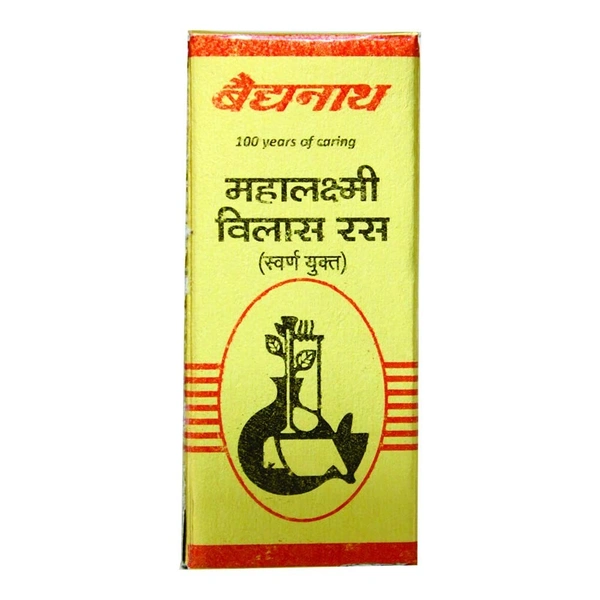 बैद्यनाथ
100 years of caring
महालक्ष्मी
विलास रस
(स्वर्ण युक्त)